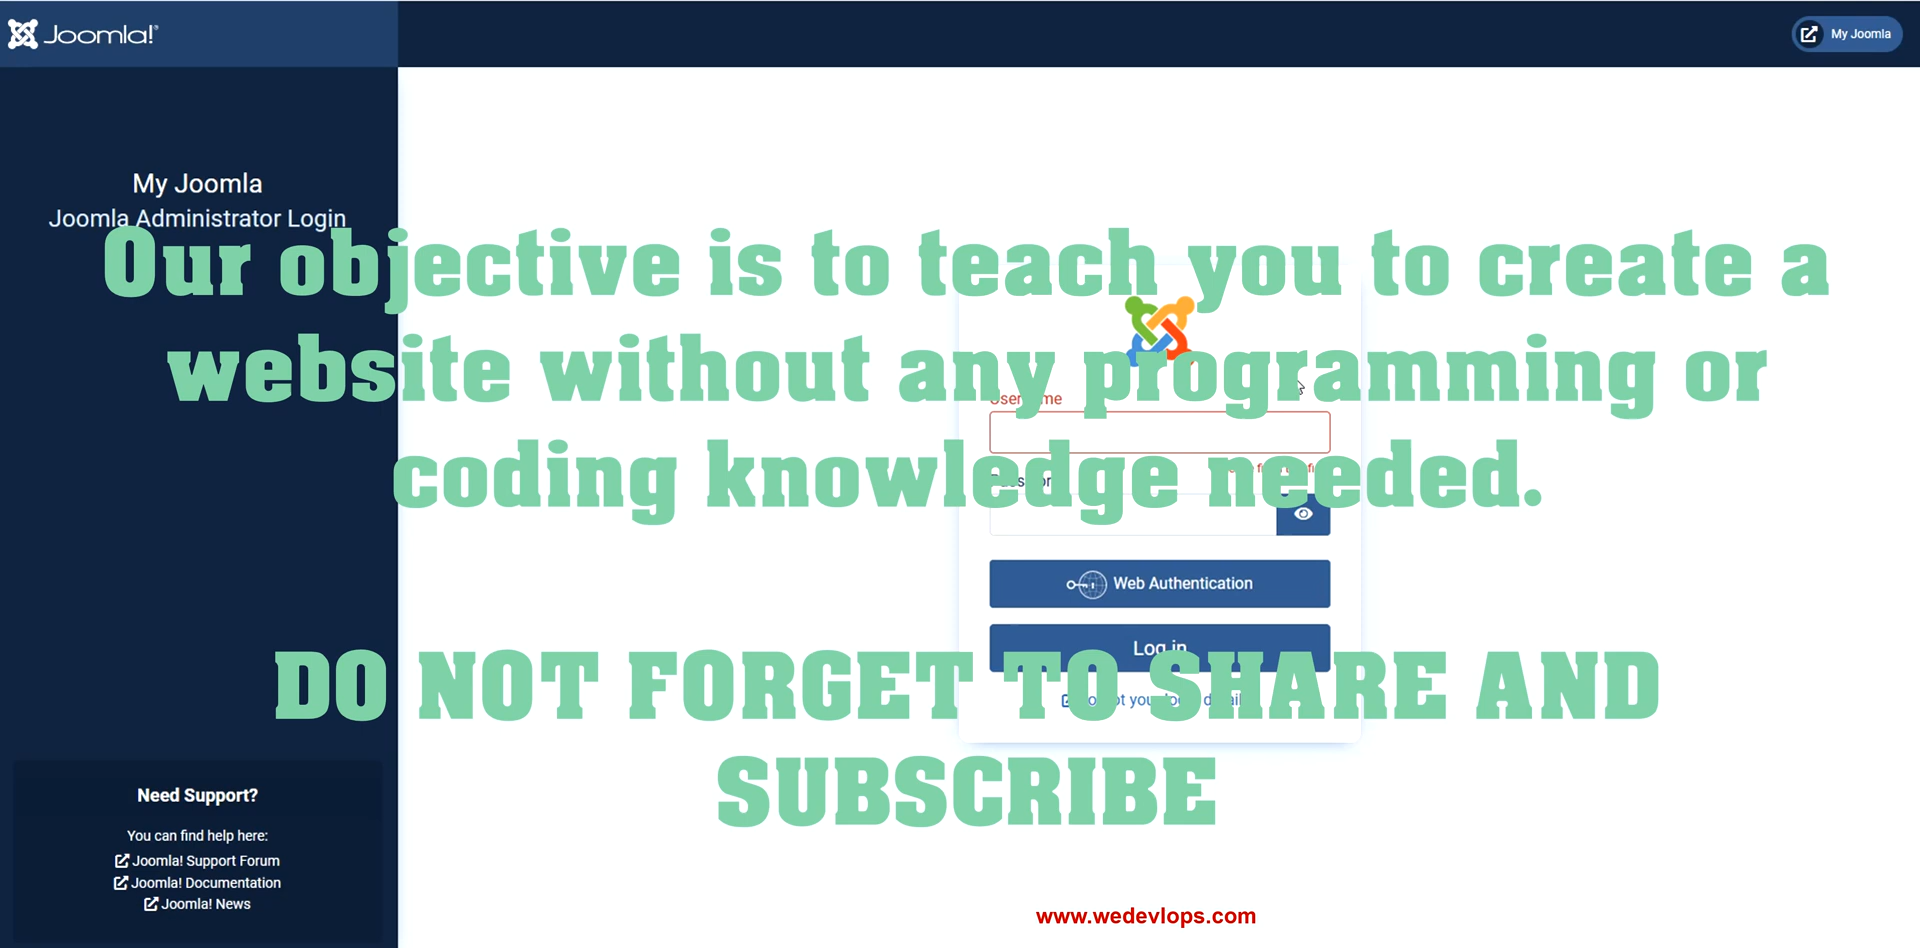 Joomla!®
My Joomla
My Joomla
Joomla Administrator Login
Our objective is to teach you to create a
website without any programming or
coding knowledge needed.
Web Authentication
Log in
DO NOT FORGET TO SHARE AND
SUBSCRIBE
Need Support?
You can find help here:
Joomla! Support Forum
Joomla! Documentation
Joomla! News
www.wedevlops.com